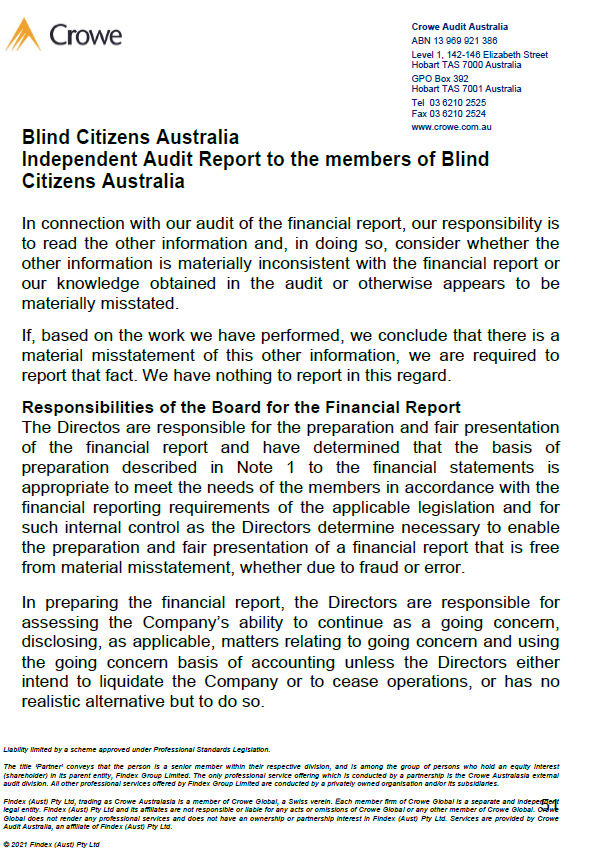 Crowe
Crowe Audit Australia
ABN 13 969 921 386
Level 1, 142-146 Elizabeth Street
Hobart TAS 7000 Australia
GPO Box 392
Hobart TAS 7001 Australia
Tel 03 6210 2525
Fax 03 6210 2524
www.crowe.com.au
Blind Citizens Australia
Independent Audit Report to the members of Blind
Citizens Australia
In connection with our audit of the financial report, our responsibility is
to read the other information and, in doing so, consider whether the
other information is materially inconsistent with the financial report or
our knowledge obtained in the audit or otherwise appears to be
materially misstated.
If, based on the work we have performed, we conclude that there is a
material misstatement of this other information, we are required to
report that fact. We have nothing to report in this regard.
Responsibilities of the Board for the Financial Report
The Directos are responsible for the preparation and fair presentation
of the financial report and have determined that the basis of
preparation described in Note 1 to the financial statements is
appropriate to meet the needs of the members in accordance with the
financial reporting requirements of the applicable legislation and for
such internal control as the Directors determine necessary to enable
the preparation and fair presentation of a financial report that is free
from material misstatement, whether due to fraud or error.
In preparing the financial report, the Directors are responsible for
assessing the Company's ability to continue as a going concern,
disclosing, as applicable, matters relating to going concern and using
the going concern basis of accounting unless the Directors either
intend to liquidate the Company or to cease operations, or has no
realistic alternative but to do so.
Liability limited by a scheme approved under Professional Standards Legislation.
The title 'Partner' conveys that the person is a senior member within their respective division, and is among the group of persons who hold an equity interest
(shareholder) in its parent entity, Findex Group Limited. The only professional service offering which is conducted by a partnership is the Crowe Australasia external
audit division. All other professional services offered by Findex Group Limited are conducted by a privately owned organisation and/or its subsidiaries.
Findex (Aust) Pty Ltd, trading as Crowe Australasia is a member of Crowe Global, a Swiss verein. Each member firm of Crowe Global is a separate and independent
legal entity. Findex (Aust) Pty Ltd and its affiliates are not responsible or liable for any acts or omissions of Crowe Global or any other member of Crowe Global. Crowe
Global does not render any professional services and does not have an ownership or partnership interest in Findex (Aust) Pty Ltd. Services are provided by Crowe
Audit Australia, an affiliate of Findex (Aust) Pty Ltd.
51
© 2021 Findex (Aust) Pty Ltd